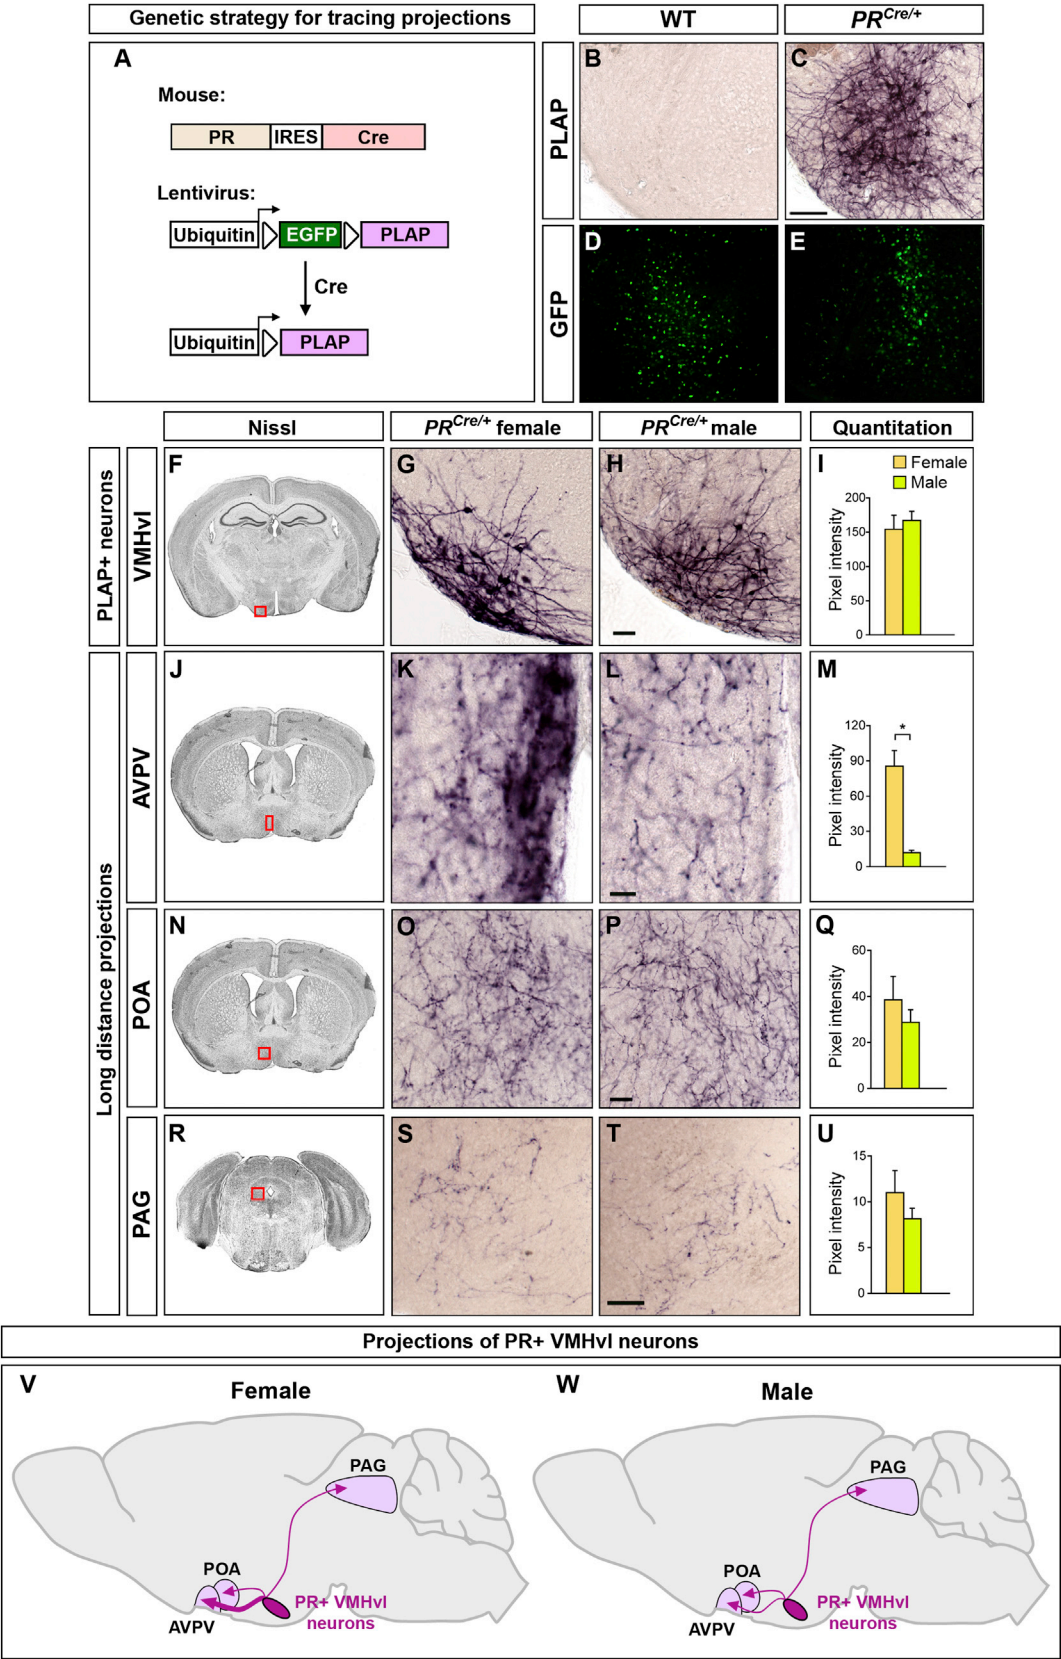 Genetic strategy for tracing projections
WT
PR^Cre/+
A
Mouse:
PR IRES Cre
Lentivirus:
Ubiquitin EGFP PLAP
Cre
Ubiquitin PLAP
PLAP
B
C
GFP
D
E
Nissl
PR^Cre/+ female
PR^Cre/+ male
Quantitation
PLAP+ neurons
VMHvl
F
G
H
I
Female
Male
Pixel intensity
200
150
100
50
0
Long distance projections
AVPV
J
K
L
M
Pixel intensity
120
90
60
30
0
*
POA
N
O
P
Q
Pixel intensity
60
40
20
0
PAG
R
S
T
U
Pixel intensity
15
10
5
0
Projections of PR+ VMHvl neurons
V
Female
PAG
POA
AVPV
PR+ VMHvl
neurons
W
Male
PAG
POA
AVPV
PR+ VMHvl
neurons